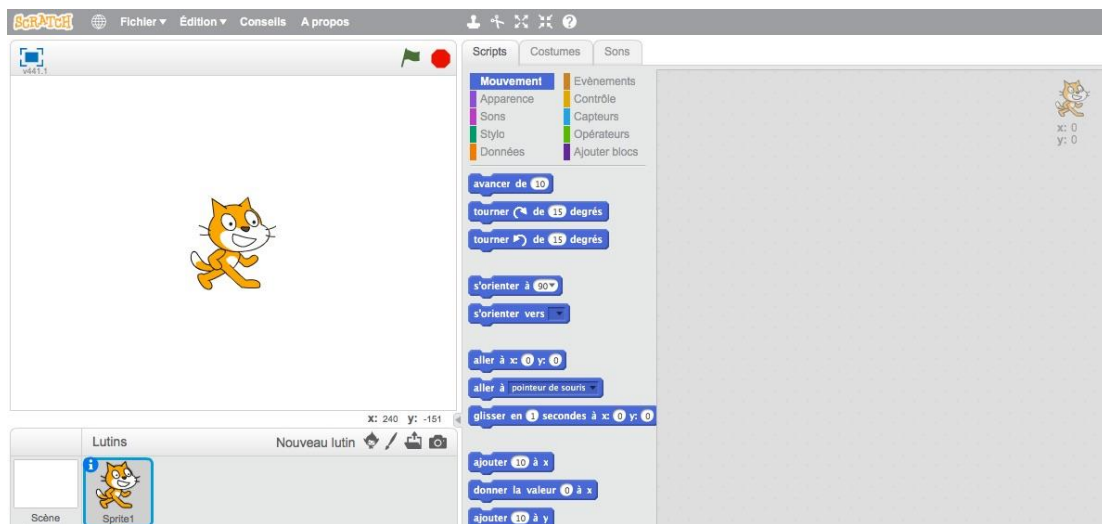 SCRATCH Fichier Édition Conseils A propos
v441.1
X: 240 y: -151
Lutins Nouveau lutin
Scène Sprite1
Scripts Costumes Sons
Mouvement Evènements
Apparence Contrôle
Sons Capteurs
Stylo Opérateurs
Données Ajouter blocs
avancer de 10
tourner de 15 degrés
tourner de 15 degrés
s'orienter à 90
s'orienter vers
aller à x: 0 y: 0
aller à pointeur de souris
glisser en 1 secondes à x: 0 y: 0
ajouter 10 à x
donner la valeur 0 à x
ajouter 10 à y
x: 0
y: 0